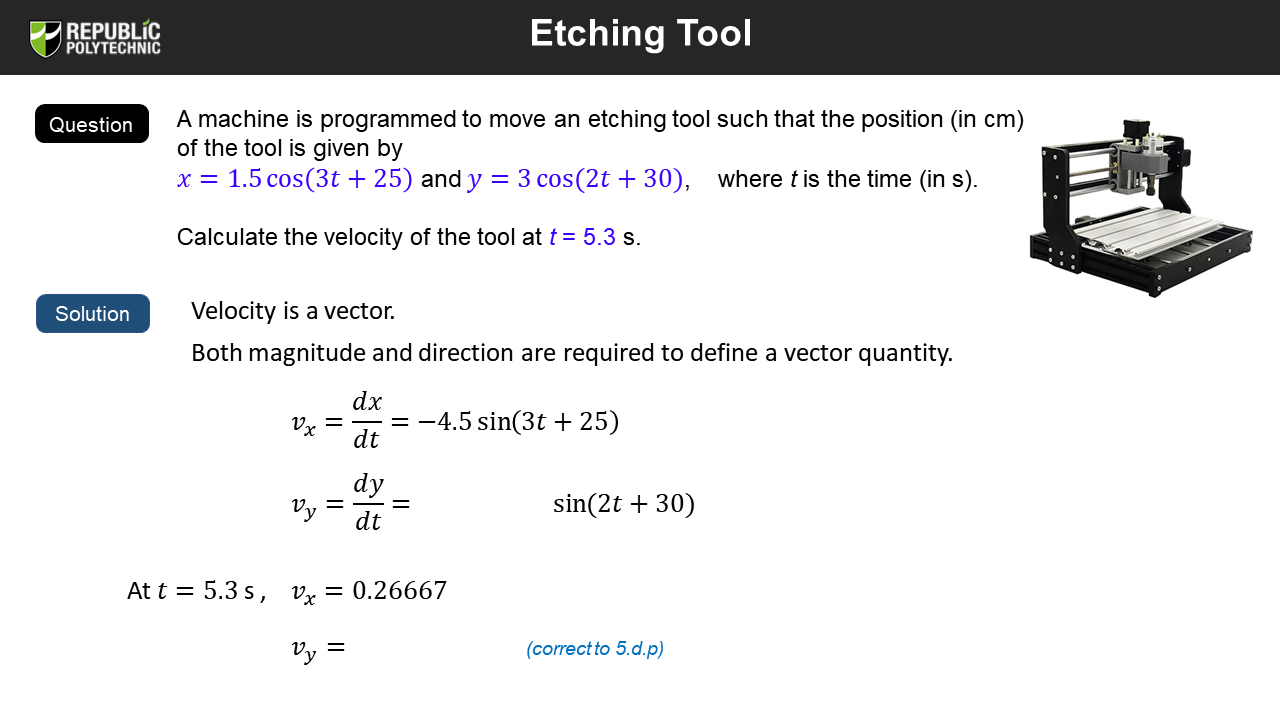 REPUBLIC
POLYTECHNIC
Etching Tool
Question
A machine is programmed to move an etching tool such that the position (in cm)
of the tool is given by
x = 1.5 cos(3t + 25) and y = 3 cos(2t + 30), where t is the time (in s).
Calculate the velocity of the tool at t = 5.3 s.
Solution
Velocity is a vector.
Both magnitude and direction are required to define a vector quantity.
v_x = dx/dt = −4.5 sin(3t + 25)
v_y = dy/dt = sin(2t + 30)
At t = 5.3 s , v_x = 0.26667
v_y = (correct to 5.d.p)